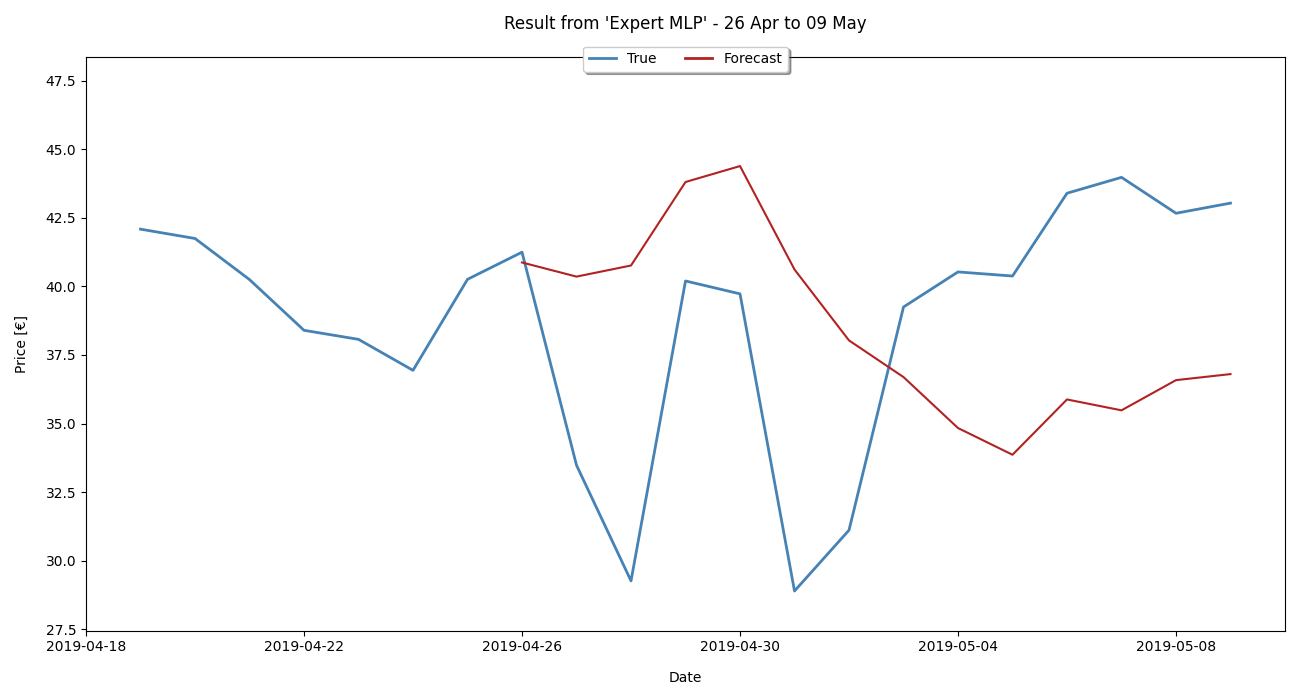 Result from 'Expert MLP' - 26 Apr to 09 May
True Forecast
47.5
45.0
42.5
40.0
37.5
35.0
32.5
30.0
27.5
Price [€]
2019-04-18 2019-04-22 2019-04-26 2019-04-30 2019-05-04 2019-05-08
Date